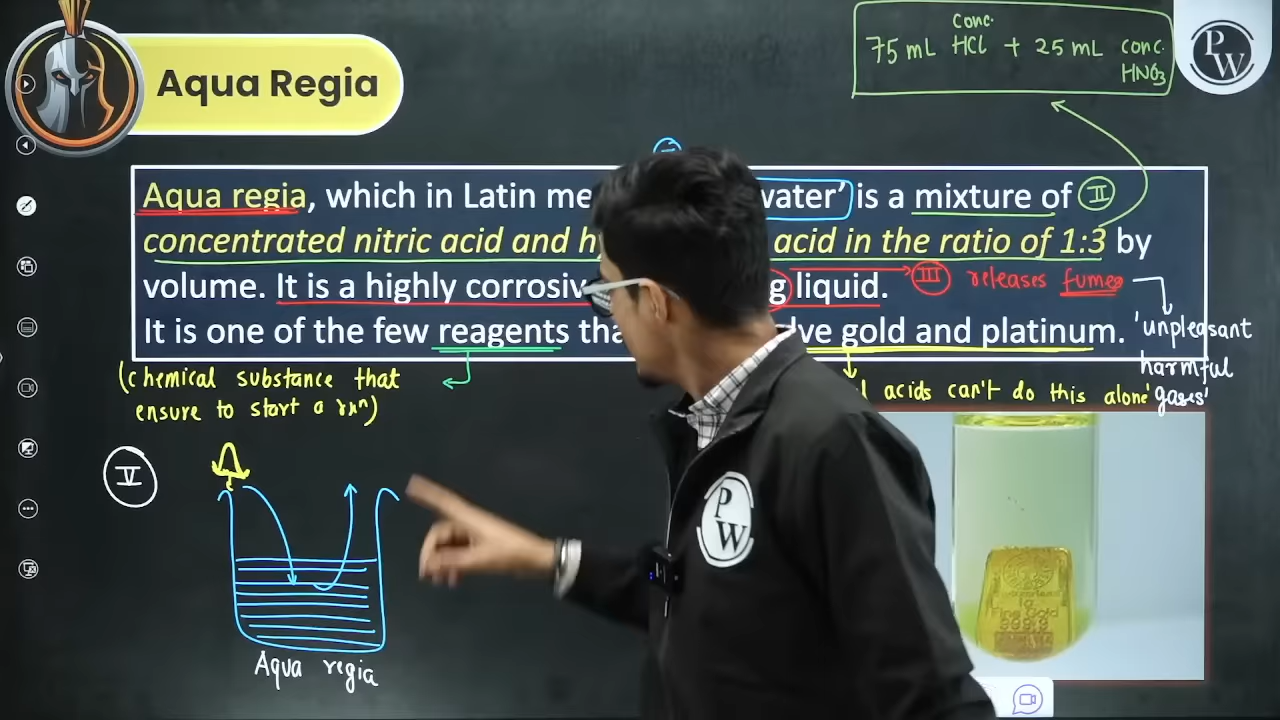 conc.
75 mL HCl + 25 mL conc.
HNO3
P
W
Aqua Regia
Aqua regia, which in Latin me water' is a mixture of II
concentrated nitric acid and h acid in the ratio of 1:3 by
volume. It is a highly corrosiv g liquid. III releases fumes
It is one of the few reagents tha lve gold and platinum. 'unpleasant
harmful
gases'
(chemical substance that
ensure to start a rxn)
l acids can't do this alone
V
Aqua regia
P
W
1g
Fine Gold
999.9